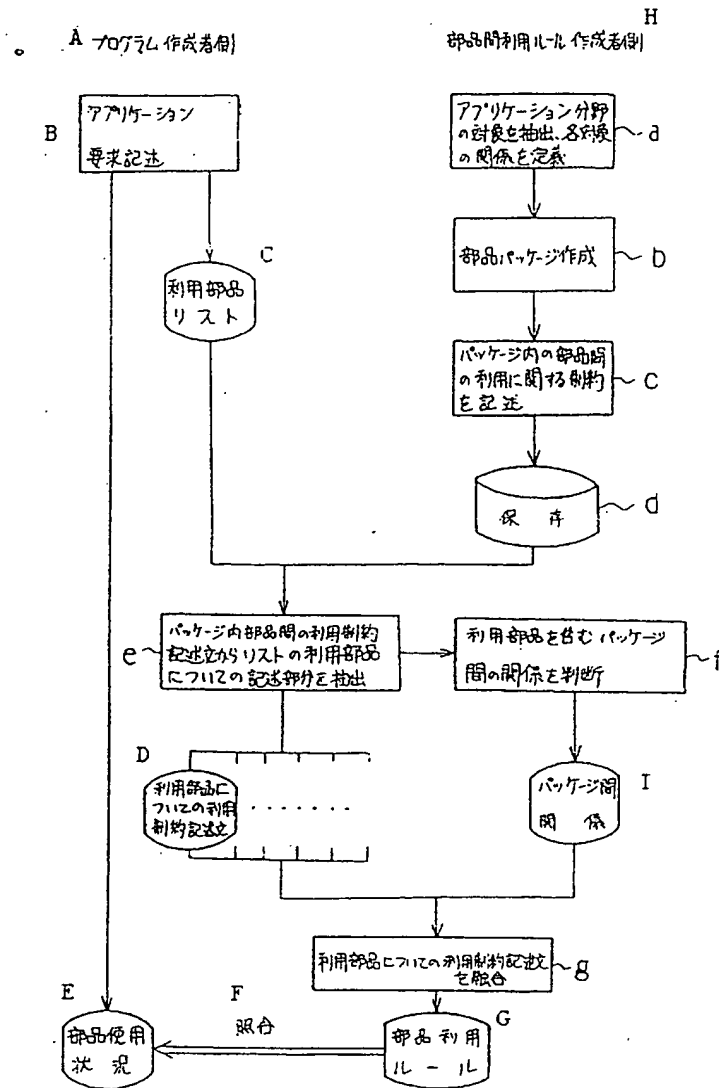 A プログラム作成者側
H
部品間利用ルール作成者側
B
アプリケーション
要求記述
アプリケーション分野
の対象を抽出、各対象
の関係を定義
a
C
利用部品
リスト
部品パッケージ作成
b
パッケージ内の部品間
の利用に関する制約
を記述
c
保存
d
e
パッケージ内部品間の利用制約
記述文からリストの利用部品
についての記述部分を抽出
利用部品を含むパッケージ
間の関係を判断
f
D
利用部品に
ついての利用
制約記述文
・・・・・・・
I
パッケージ間
関係
利用部品についての利用制約記述文
を融合
g
E
部品使用
状況
F
照合
G
部品利用
ルール